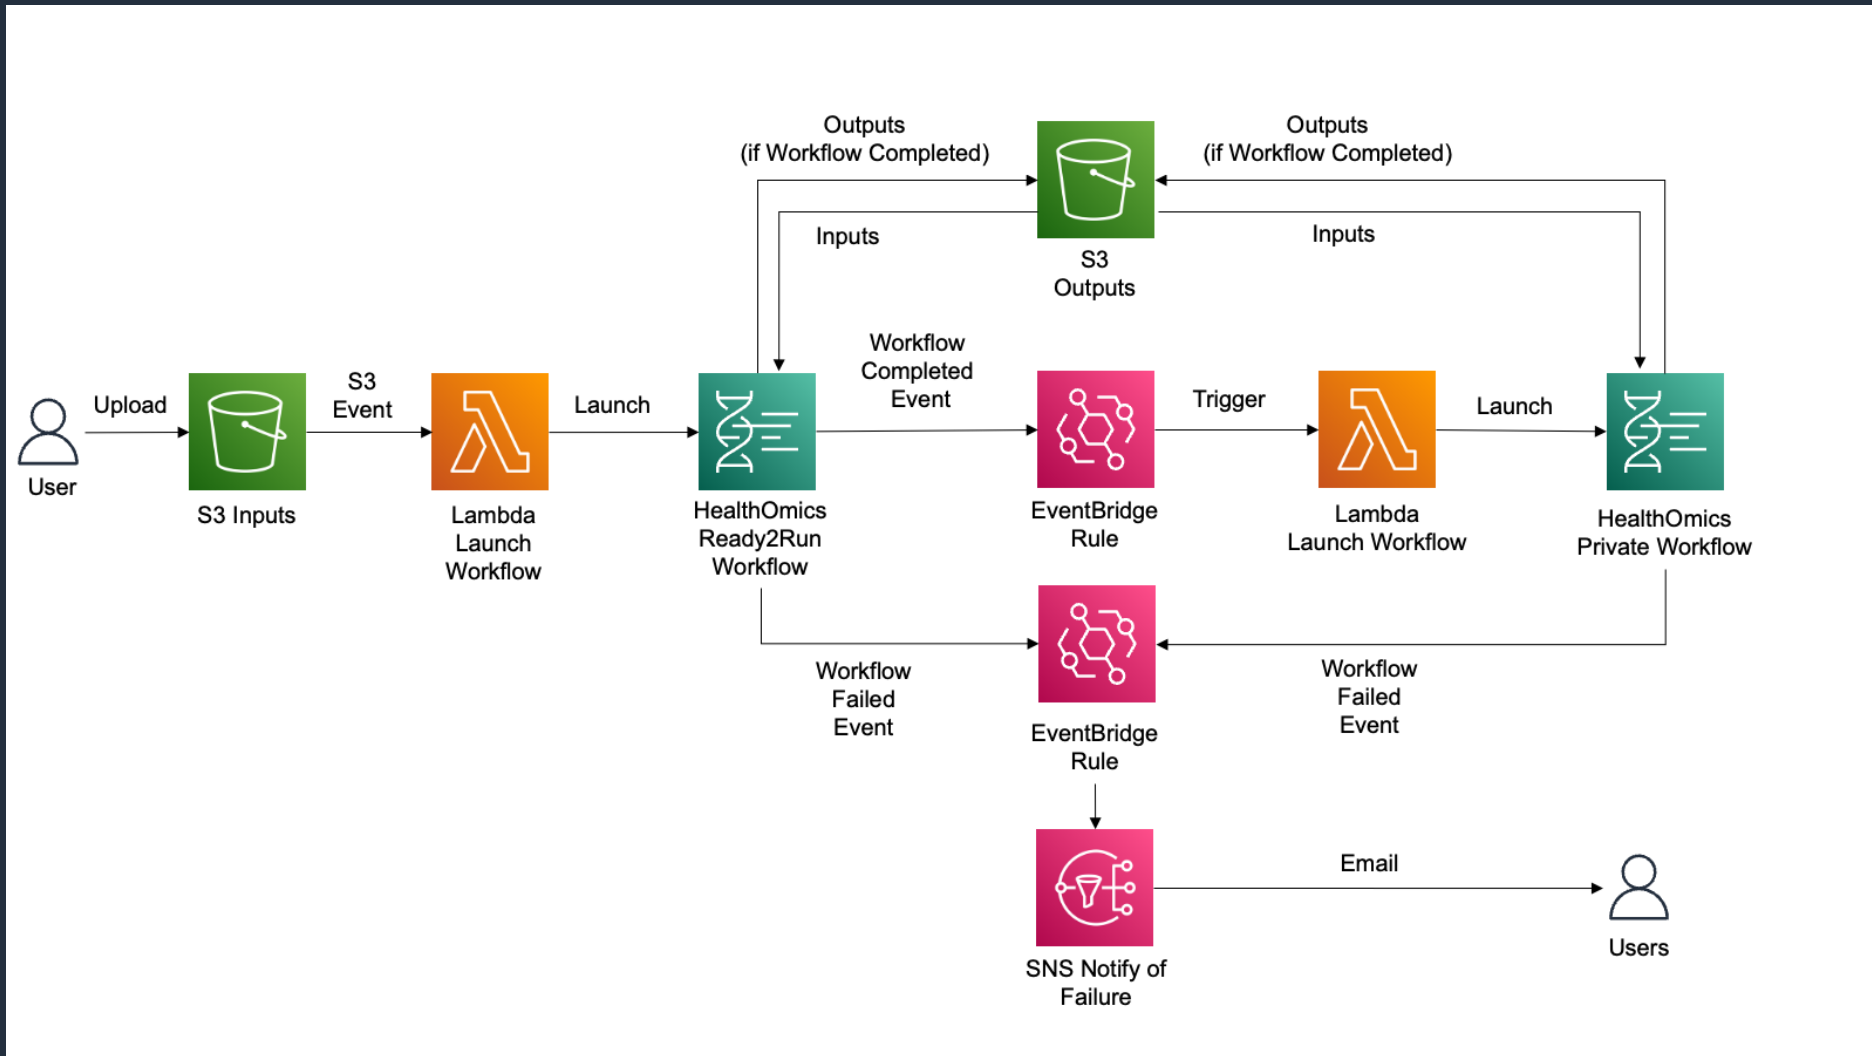 Outputs
(if Workflow Completed)
Outputs
(if Workflow Completed)
Inputs
Inputs
S3
Outputs
Workflow
Completed
Event
Upload
S3
Event
Launch
Trigger
Launch
User
S3 Inputs
Lambda
Launch
Workflow
HealthOmics
Ready2Run
Workflow
EventBridge
Rule
Lambda
Launch Workflow
HealthOmics
Private Workflow
Workflow
Failed
Event
Workflow
Failed
Event
EventBridge
Rule
Email
Users
SNS Notify of
Failure